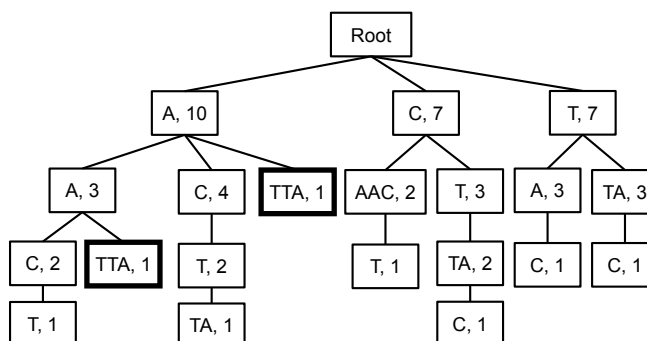 Root
A, 10
C, 7
T, 7
A, 3
C, 4
TTA, 1
AAC, 2
T, 3
A, 3
TA, 3
C, 2
TTA, 1
T, 2
T, 1
TA, 2
C, 1
C, 1
T, 1
TA, 1
C, 1